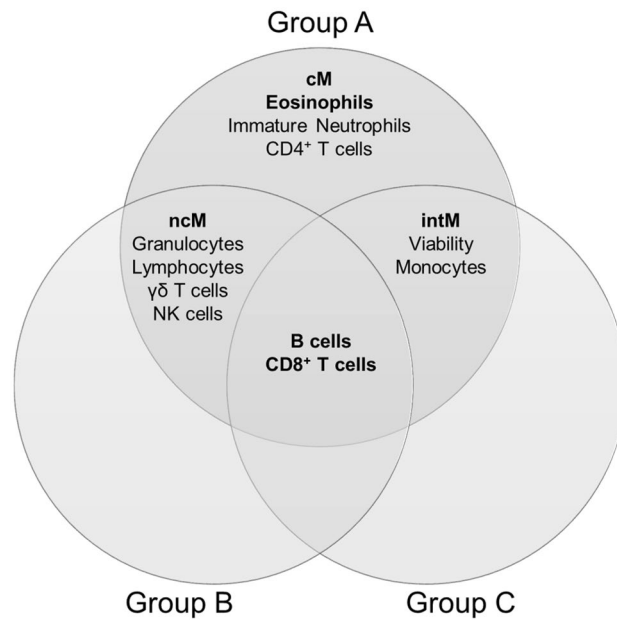 Group A
cM
Eosinophils
Immature Neutrophils
CD4⁺ T cells
ncM
Granulocytes
Lymphocytes
γδ T cells
NK cells
intM
Viability
Monocytes
B cells
CD8⁺ T cells
Group B
Group C